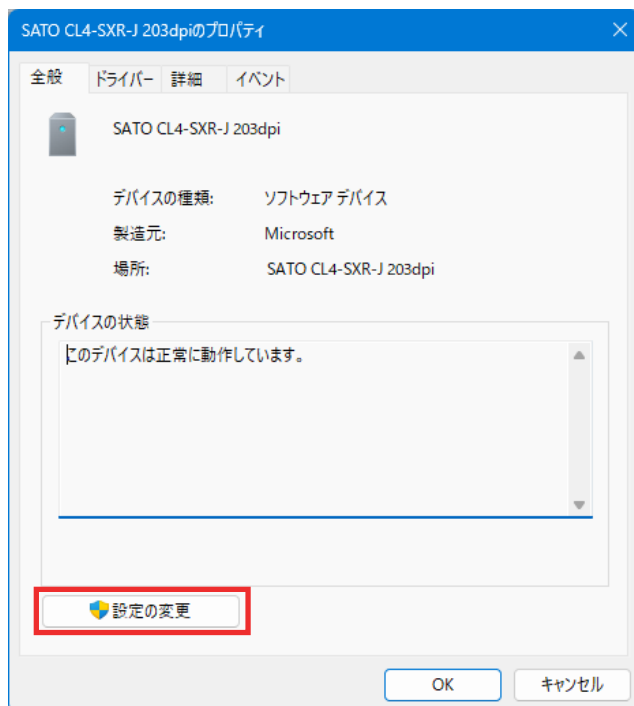 SATO CL4-SXR-J 203dpiのプロパティ
全般 ドライバー 詳細 イベント
SATO CL4-SXR-J 203dpi
デバイスの種類: ソフトウェア デバイス
製造元: Microsoft
場所: SATO CL4-SXR-J 203dpi
デバイスの状態
このデバイスは正常に動作しています。
設定の変更
OK キャンセル